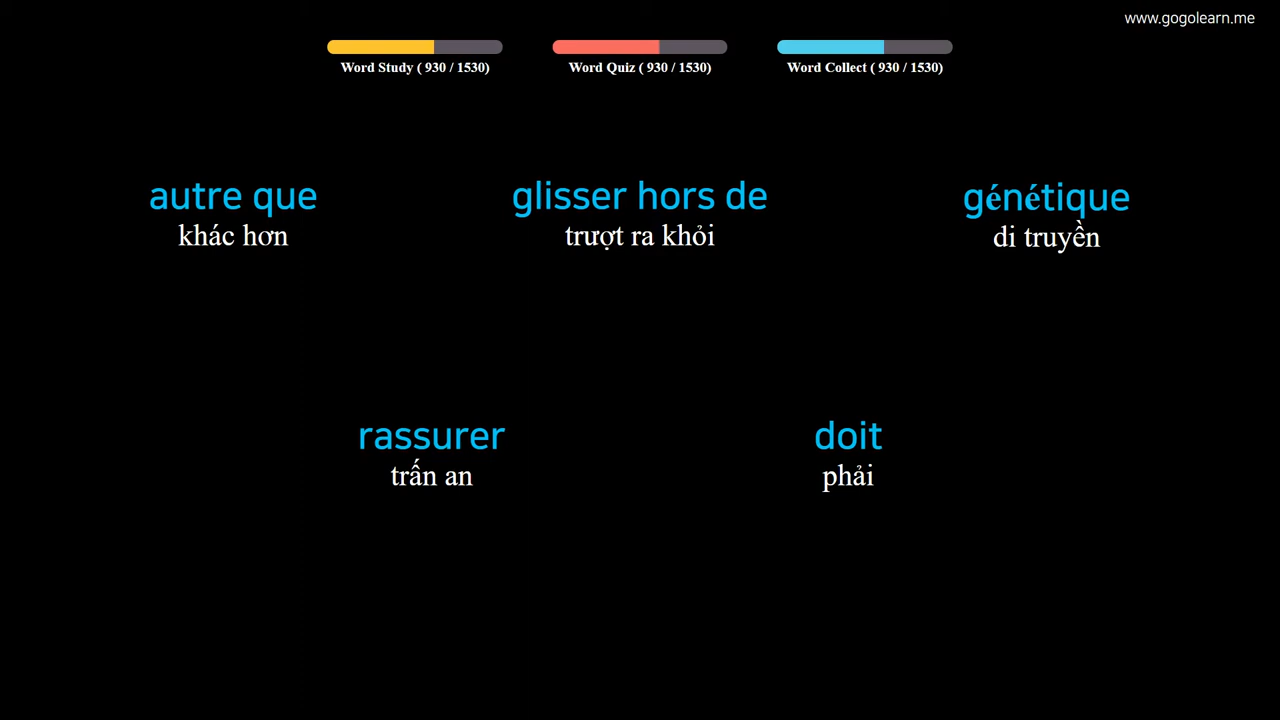 www.gogolearn.me
Word Study ( 930 / 1530)
Word Quiz ( 930 / 1530)
Word Collect ( 930 / 1530)
autre que
khác hơn
glisser hors de
trượt ra khỏi
génétique
di truyền
rassurer
trấn an
doit
phải